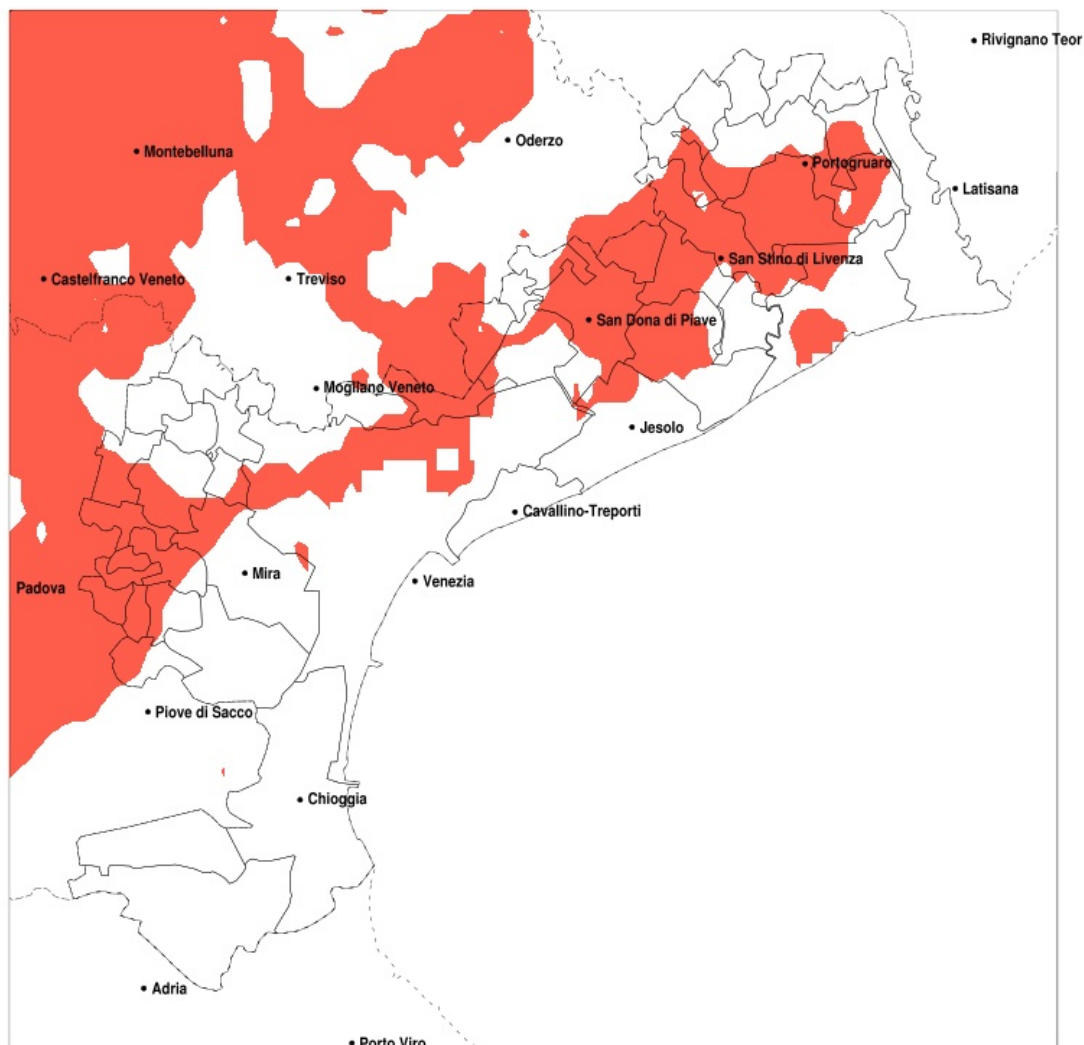 Rivignano Teor
Oderzo
Montebelluna
Portogruaro
Latisana
San Stino di Livenza
Castelfranco Veneto
Treviso
San Dona di Piave
Mogliano Veneto
Jesolo
Cavallino-Treporti
Mira
Venezia
Padova
Piove di Sacco
Chioggia
Adria
Porto Viro